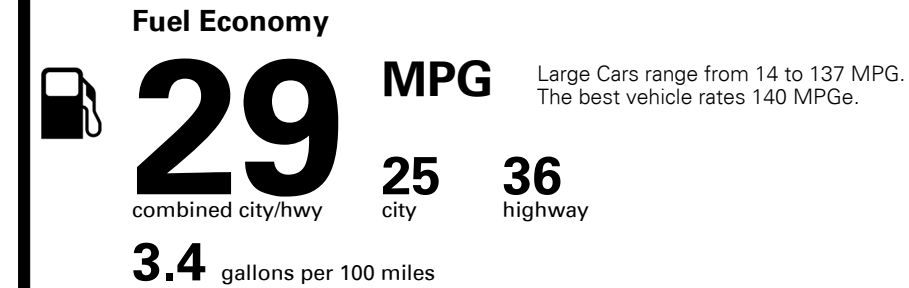 Fuel Economy
29
combined city/hwy
MPG
Large Cars range from 14 to 137 MPG.
The best vehicle rates 140 MPGe.
25
city
36
highway
3.4 gallons per 100 miles